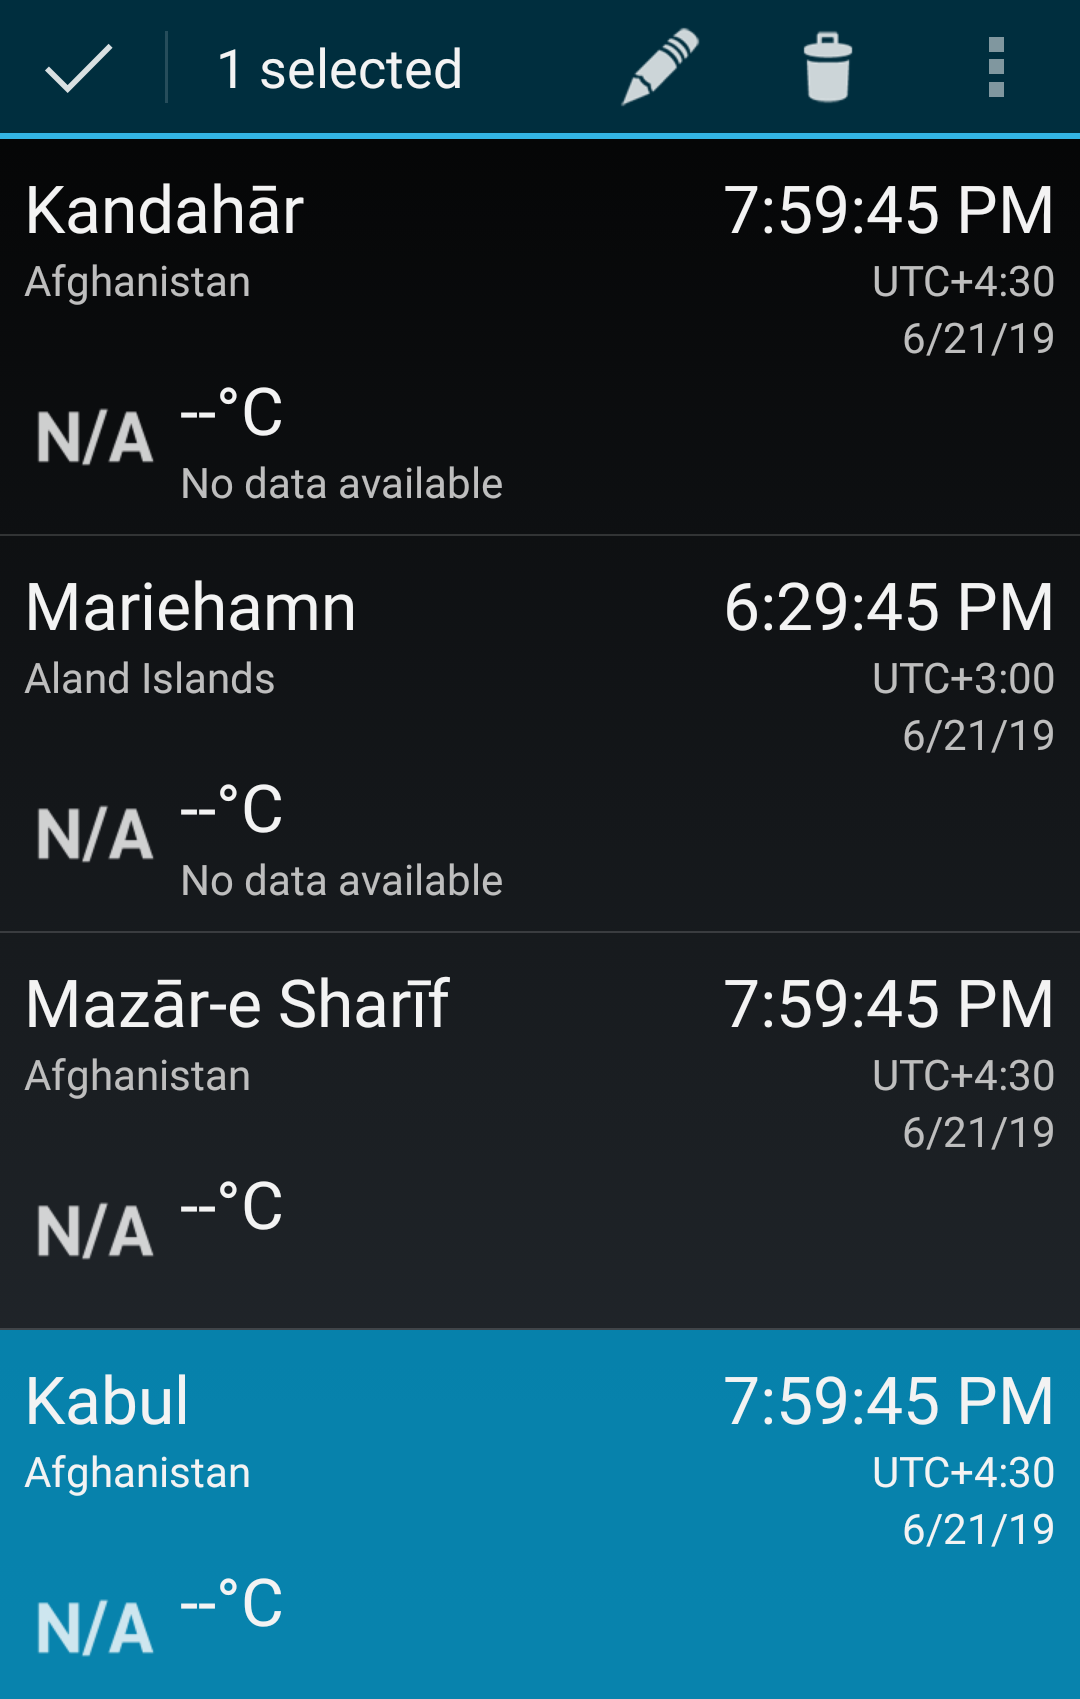 1 selected
Kandahār 7:59:45 PM
Afghanistan UTC+4:30
6/21/19
N/A --°C
No data available
Mariehamn 6:29:45 PM
Aland Islands UTC+3:00
6/21/19
N/A --°C
No data available
Mazār-e Sharīf 7:59:45 PM
Afghanistan UTC+4:30
6/21/19
N/A --°C
Kabul 7:59:45 PM
Afghanistan UTC+4:30
6/21/19
N/A --°C